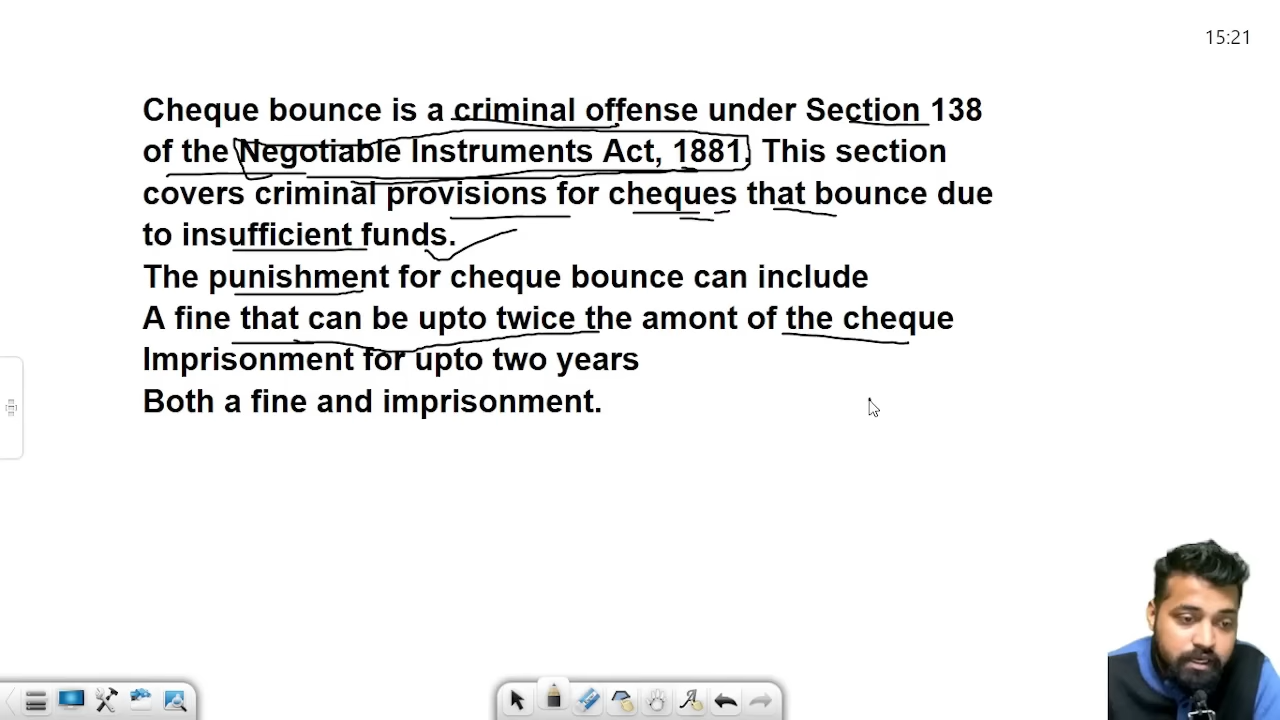 15:21
Cheque bounce is a criminal offense under Section 138
of the Negotiable Instruments Act, 1881. This section
covers criminal provisions for cheques that bounce due
to insufficient funds.
The punishment for cheque bounce can include
A fine that can be upto twice the amont of the cheque
Imprisonment for upto two years
Both a fine and imprisonment.